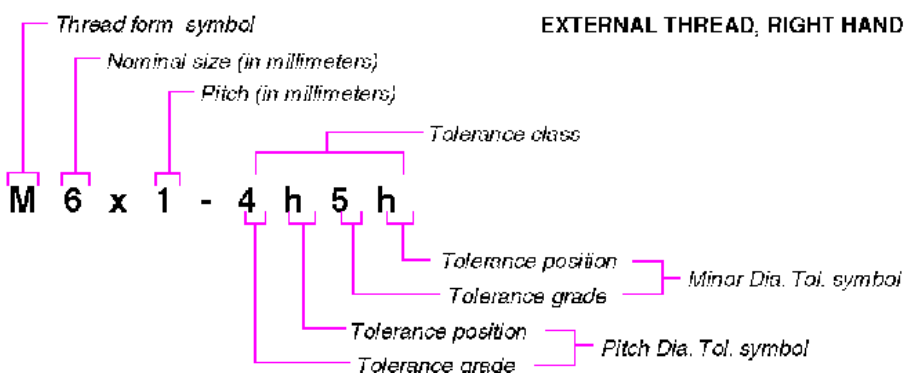 Thread form symbol
EXTERNAL THREAD, RIGHT HAND
Nominal size (in millimeters)
Pitch (in millimeters)
Tolerance class
M 6 x 1 - 4 h 5 h
Tolerance position
Minor Dia. Tol. symbol
Tolerance grade
Tolerance position
Pitch Dia. Tol. symbol
Tolerance grade